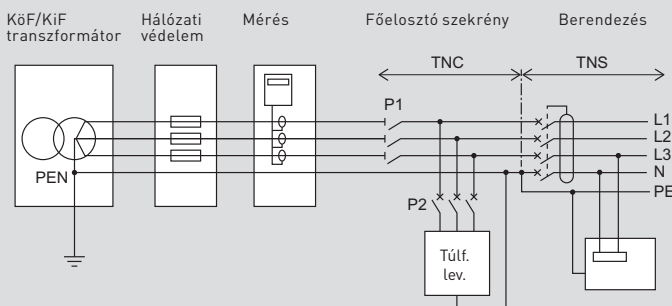 KöF/KiF
transzformátor
Hálózati
védelem
Mérés
Főelosztó szekrény
Berendezés
TNC
TNS
P1
L1
L2
L3
N
PE
PEN
P2
Túlf.
lev.